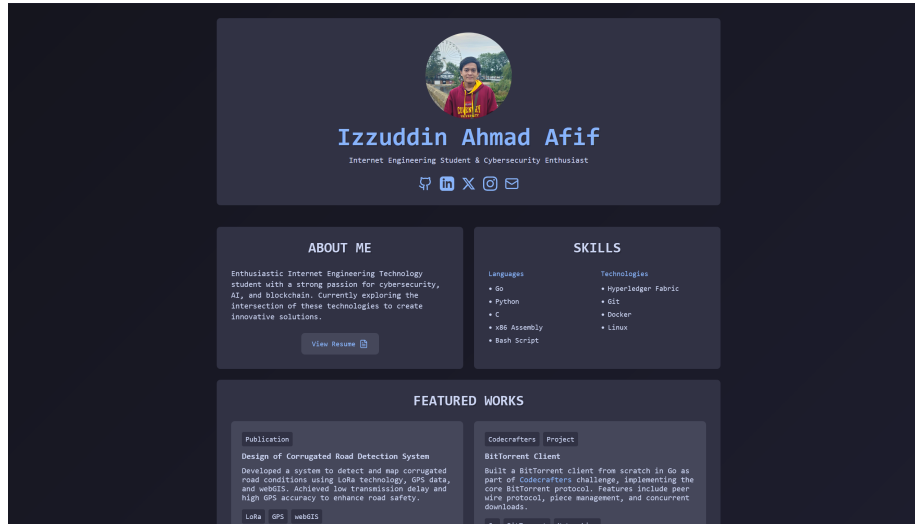 Izzuddin Ahmad Afif
Internet Engineering Student & Cybersecurity Enthusiast
ABOUT ME
Enthusiastic Internet Engineering Technology
student with a strong passion for cybersecurity,
AI, and blockchain. Currently exploring the
intersection of these technologies to create
innovative solutions.
View Resume
SKILLS
Languages
• Go
• Python
• C
• x86 Assembly
• Bash Script
Technologies
• Hyperledger Fabric
• Git
• Docker
• Linux
FEATURED WORKS
Publication
Design of Corrugated Road Detection System
Developed a system to detect and map corrugated
road conditions using LoRa technology, GPS data,
and webGIS. Achieved low transmission delay and
high GPS accuracy to enhance road safety.
LoRa GPS webGIS
Codecrafters Project
BitTorrent Client
Built a BitTorrent client from scratch in Go as
part of Codecrafters challenge, implementing the
core BitTorrent protocol. Features include peer
wire protocol, piece management, and concurrent
downloads.